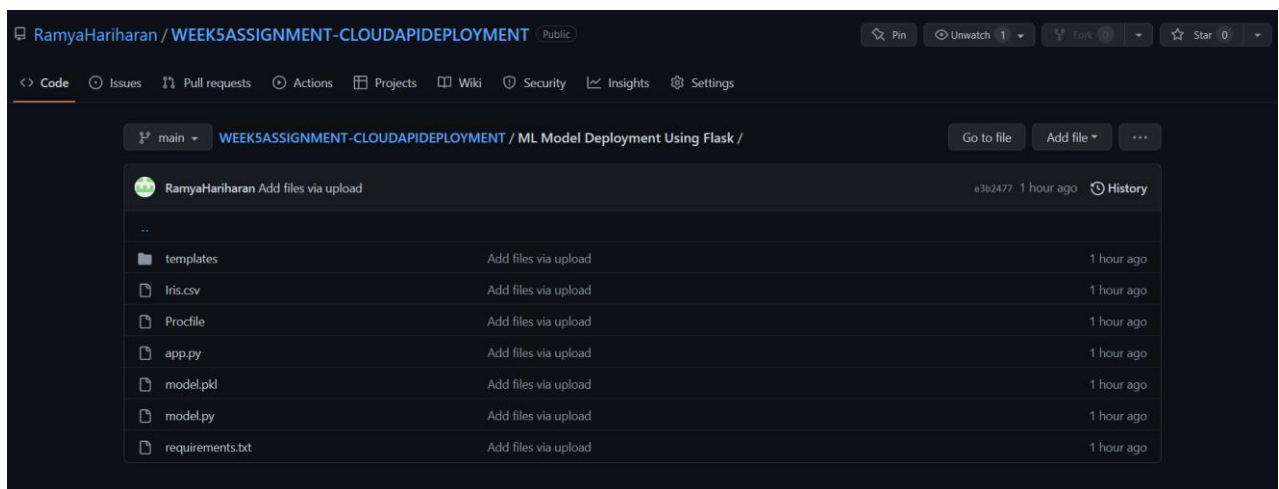 RamyaHariharan / WEEK5ASSIGNMENT-CLOUDAPIDEPLOYMENT Public Pin Unwatch 1 Fork 0 Star 0
<> Code Issues Pull requests Actions Projects Wiki Security Insights Settings
main WEEK5ASSIGNMENT-CLOUDAPIDEPLOYMENT / ML Model Deployment Using Flask / Go to file Add file ...
RamyaHariharan Add files via upload e3b2477 1 hour ago History
..
templates Add files via upload 1 hour ago
Iris.csv Add files via upload 1 hour ago
Procfile Add files via upload 1 hour ago
app.py Add files via upload 1 hour ago
model.pkl Add files via upload 1 hour ago
model.py Add files via upload 1 hour ago
requirements.txt Add files via upload 1 hour ago